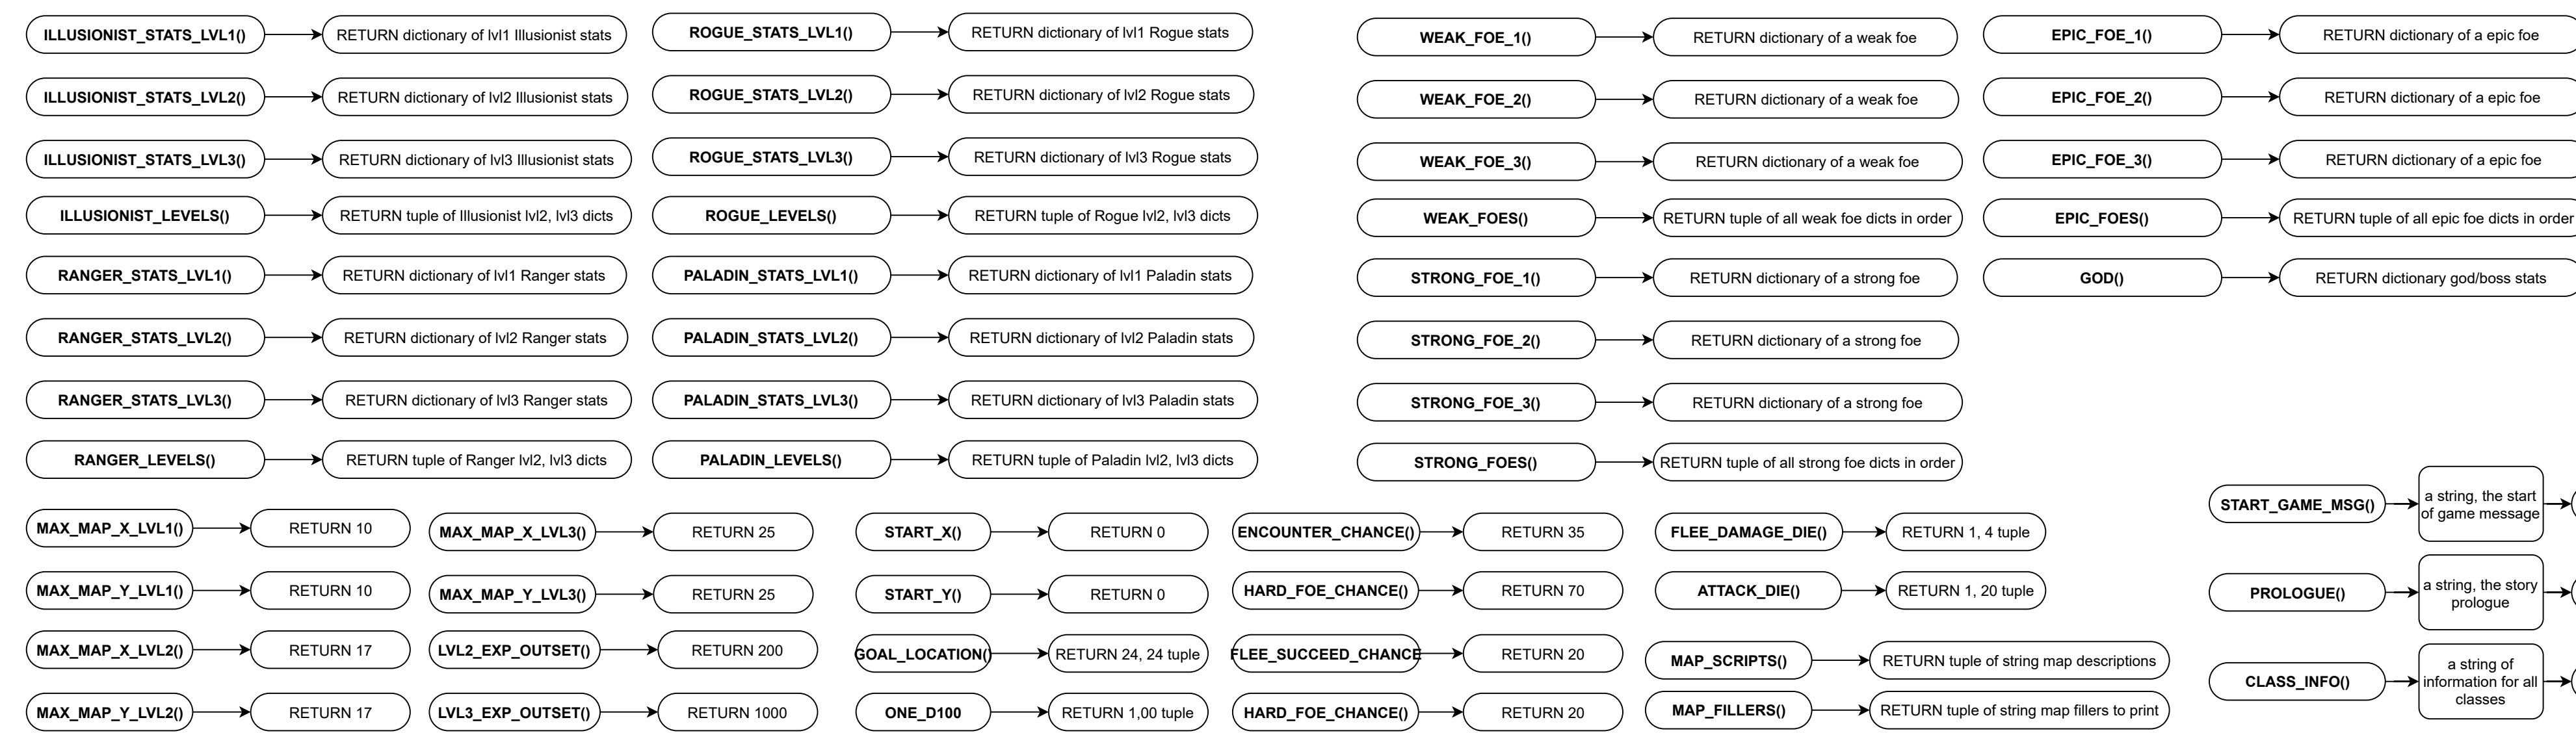 ILLUSIONIST_STATS_LVL1()
RETURN dictionary of lvl1 Illusionist stats
ILLUSIONIST_STATS_LVL2()
RETURN dictionary of lvl2 Illusionist stats
ILLUSIONIST_STATS_LVL3()
RETURN dictionary of lvl3 Illusionist stats
ILLUSIONIST_LEVELS()
RETURN tuple of Illusionist lvl2, lvl3 dicts
RANGER_STATS_LVL1()
RETURN dictionary of lvl1 Ranger stats
RANGER_STATS_LVL2()
RETURN dictionary of lvl2 Ranger stats
RANGER_STATS_LVL3()
RETURN dictionary of lvl3 Ranger stats
RANGER_LEVELS()
RETURN tuple of Ranger lvl2, lvl3 dicts
ROGUE_STATS_LVL1()
RETURN dictionary of lvl1 Rogue stats
ROGUE_STATS_LVL2()
RETURN dictionary of lvl2 Rogue stats
ROGUE_STATS_LVL3()
RETURN dictionary of lvl3 Rogue stats
ROGUE_LEVELS()
RETURN tuple of Rogue lvl2, lvl3 dicts
PALADIN_STATS_LVL1()
RETURN dictionary of lvl1 Paladin stats
PALADIN_STATS_LVL2()
RETURN dictionary of lvl2 Paladin stats
PALADIN_STATS_LVL3()
RETURN dictionary of lvl3 Paladin stats
PALADIN_LEVELS()
RETURN tuple of Paladin lvl2, lvl3 dicts
WEAK_FOE_1()
RETURN dictionary of a weak foe
WEAK_FOE_2()
RETURN dictionary of a weak foe
WEAK_FOE_3()
RETURN dictionary of a weak foe
WEAK_FOES()
RETURN tuple of all weak foe dicts in order
STRONG_FOE_1()
RETURN dictionary of a strong foe
STRONG_FOE_2()
RETURN dictionary of a strong foe
STRONG_FOE_3()
RETURN dictionary of a strong foe
STRONG_FOES()
RETURN tuple of all strong foe dicts in order
EPIC_FOE_1()
RETURN dictionary of a epic foe
EPIC_FOE_2()
RETURN dictionary of a epic foe
EPIC_FOE_3()
RETURN dictionary of a epic foe
EPIC_FOES()
RETURN tuple of all epic foe dicts in order
GOD()
RETURN dictionary god/boss stats
MAX_MAP_X_LVL1()
RETURN 10
MAX_MAP_Y_LVL1()
RETURN 10
MAX_MAP_X_LVL2()
RETURN 17
MAX_MAP_Y_LVL2()
RETURN 17
MAX_MAP_X_LVL3()
RETURN 25
MAX_MAP_Y_LVL3()
RETURN 25
LVL2_EXP_OUTSET()
RETURN 200
LVL3_EXP_OUTSET()
RETURN 1000
START_X()
RETURN 0
START_Y()
RETURN 0
GOAL_LOCATION()
RETURN 24, 24 tuple
ONE_D100
RETURN 1,00 tuple
ENCOUNTER_CHANCE()
RETURN 35
HARD_FOE_CHANCE()
RETURN 70
FLEE_SUCCEED_CHANCE
RETURN 20
HARD_FOE_CHANCE()
RETURN 20
FLEE_DAMAGE_DIE()
RETURN 1, 4 tuple
ATTACK_DIE()
RETURN 1, 20 tuple
MAP_SCRIPTS()
RETURN tuple of string map descriptions
MAP_FILLERS()
RETURN tuple of string map fillers to print
START_GAME_MSG()
a string, the start
of game message
PROLOGUE()
a string, the story
prologue
CLASS_INFO()
a string of
information for all
classes